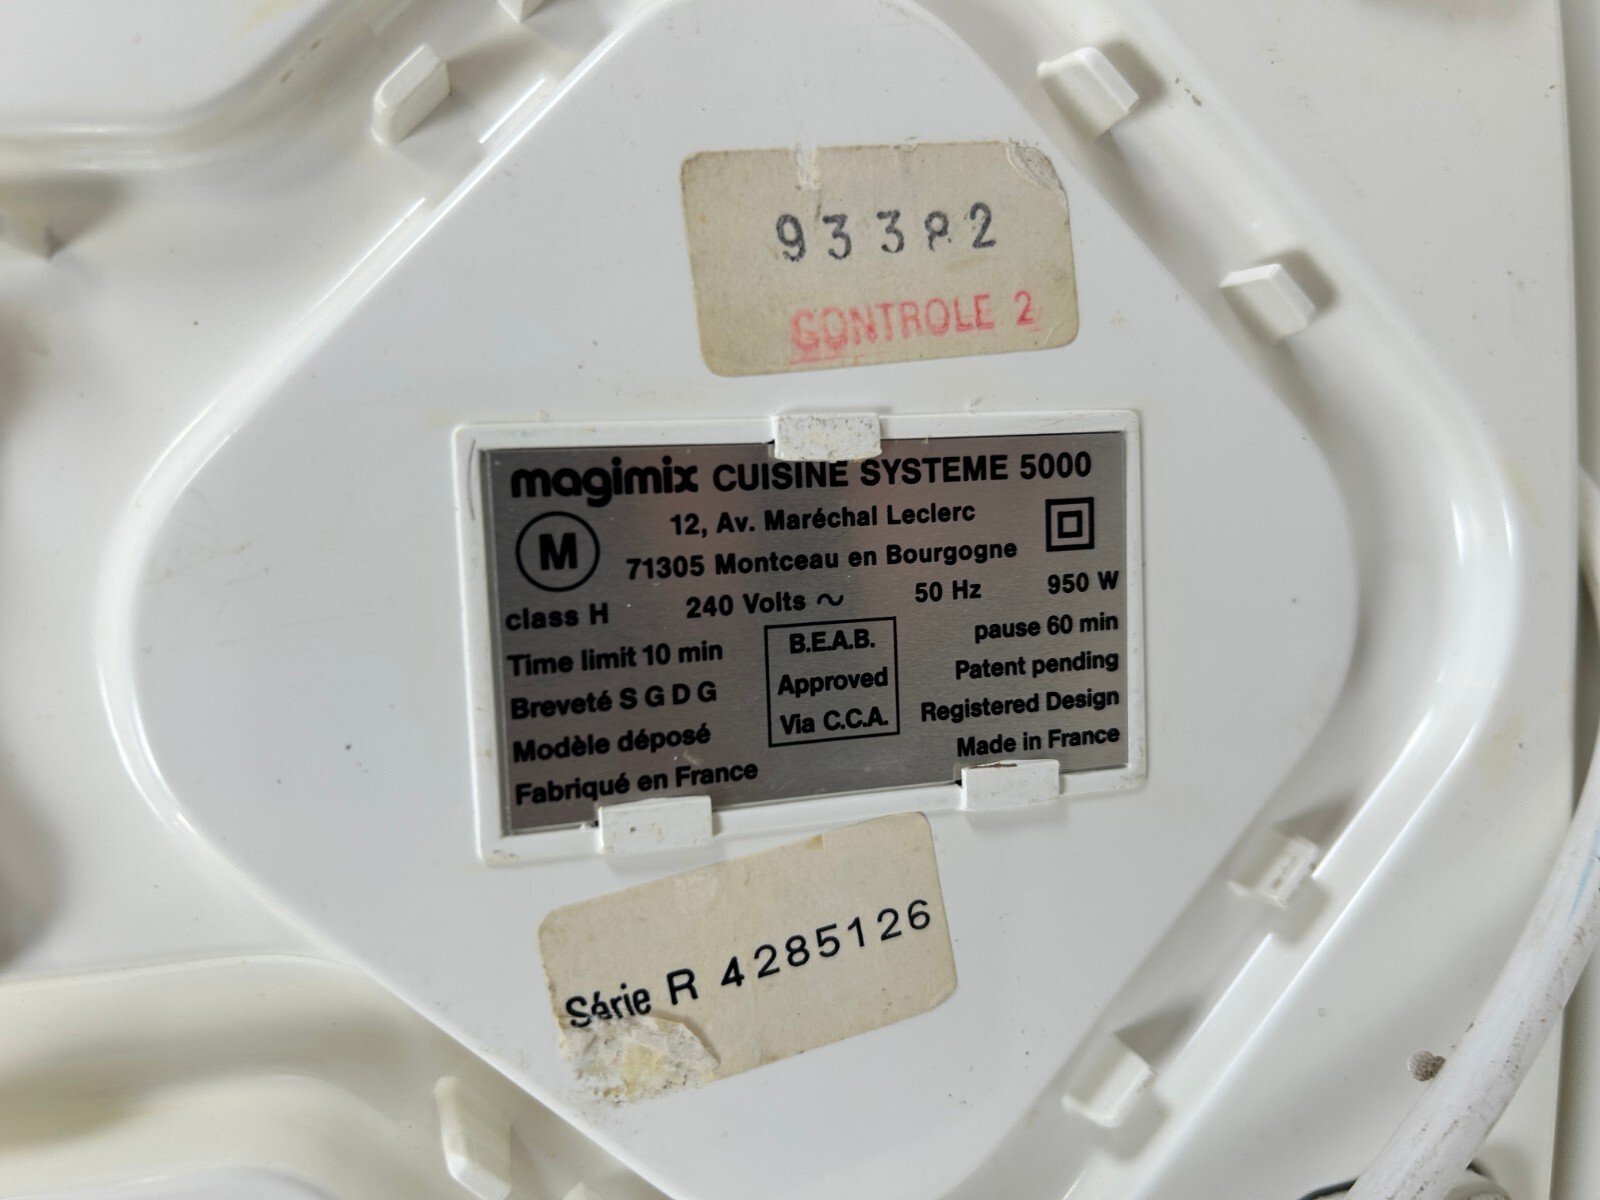 93382
CONTROLE 2
magimix CUISINE SYSTEME 5000
M
12, Av. Maréchal Leclerc
71305 Montceau en Bourgogne
class H 240 Volts ~ 50 Hz 950 W
Time limit 10 min
pause 60 min
Breveté S G D G
Patent pending
Modèle déposé
Registered Design
Fabriqué en France
Made in France
B.E.A.B.
Approved
Via C.C.A.
Série R 4285126